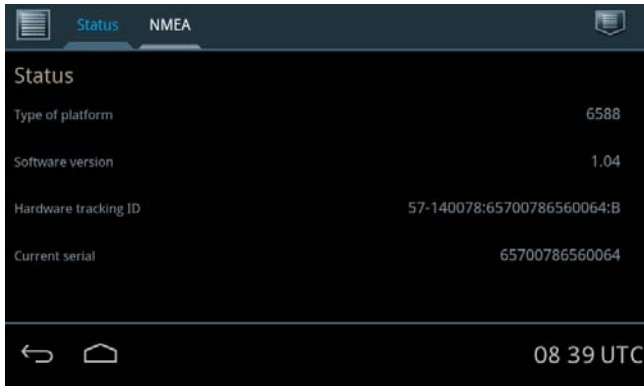 Status NMEA
Status
Type of platform 6588
Software version 1.04
Hardware tracking ID 57-140078:65700786560064:B
Current serial 65700786560064
08 39 UTC